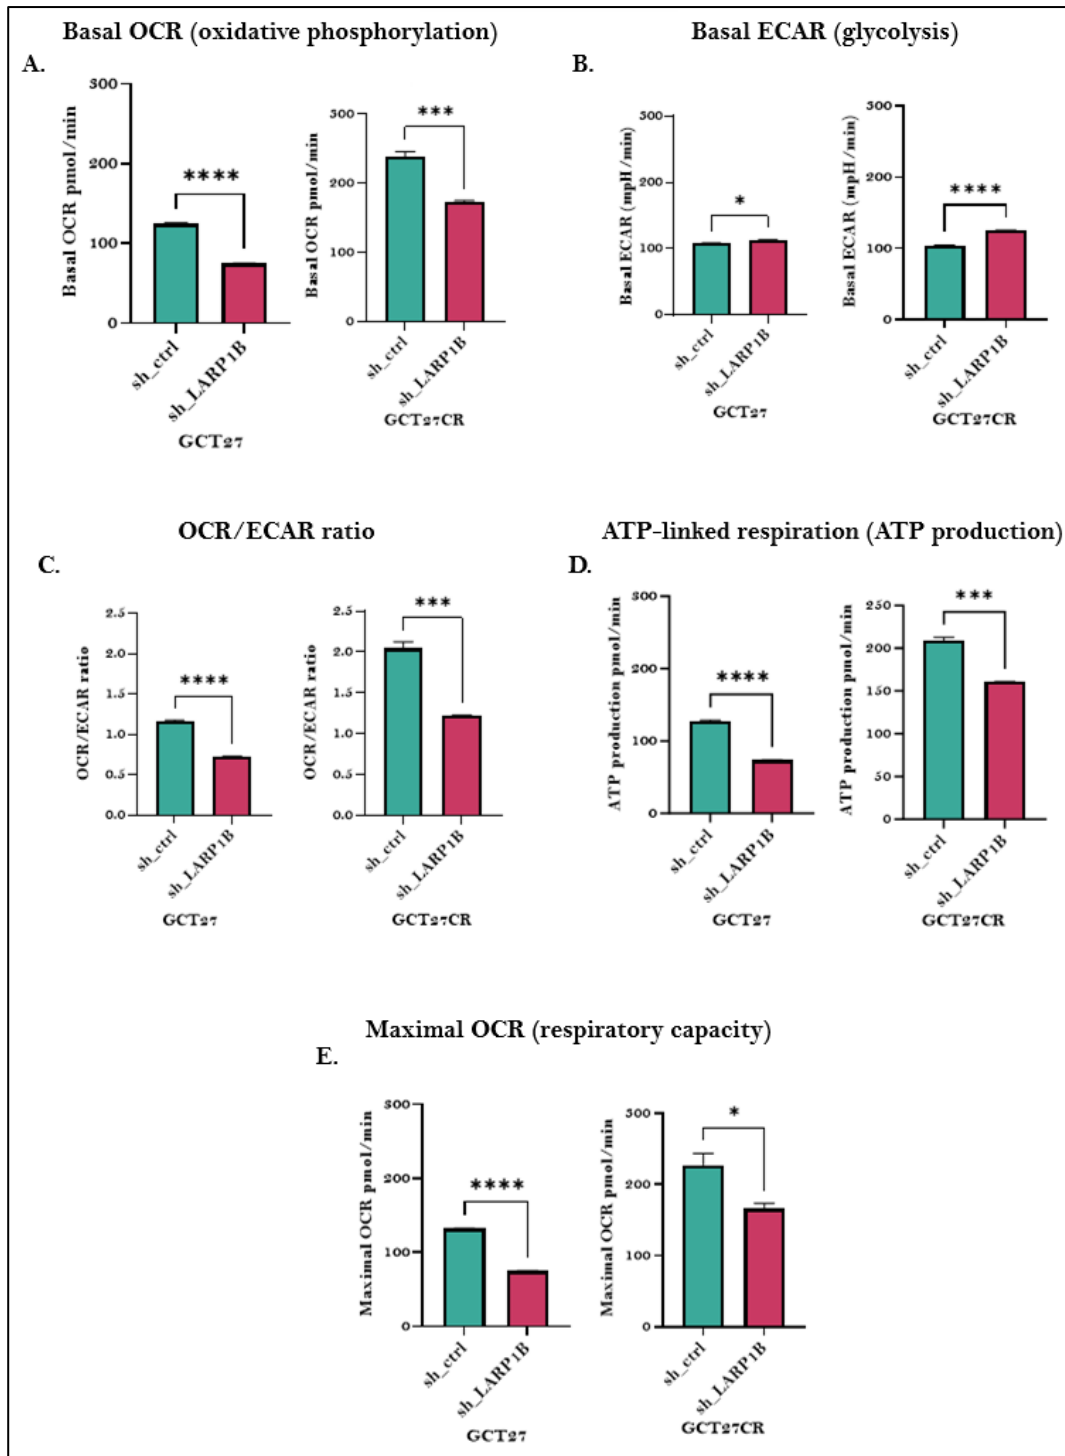 Basal OCR (oxidative phosphorylation)
Basal ECAR (glycolysis)
A.
B.
Basal OCR pmol/min
300
200
100
0
****
sh_ctrl
sh_LARP1B
GCT27
Basal OCR pmol/min
300
200
100
0
***
sh_ctrl
sh_LARP1B
GCT27CR
Basal ECAR (mpH/min)
300
200
100
0
*
sh_ctrl
sh_LARP1B
GCT27
Basal ECAR (mpH/min)
300
200
100
0
****
sh_ctrl
sh_LARP1B
GCT27CR
OCR/ECAR ratio
ATP-linked respiration (ATP production)
C.
D.
OCR/ECAR ratio
2.5
2.0
1.5
1.0
0.5
0.0
****
sh_ctrl
sh_LARP1B
GCT27
OCR/ECAR ratio
2.5
2.0
1.5
1.0
0.5
0.0
***
sh_ctrl
sh_LARP1B
GCT27CR
ATP production pmol/min
300
200
100
0
****
sh_ctrl
sh_LARP1B
GCT27
ATP production pmol/min
250
200
150
100
50
0
***
sh_ctrl
sh_LARP1B
GCT27CR
Maximal OCR (respiratory capacity)
E.
Maximal OCR pmol/min
300
200
100
0
****
sh_ctrl
sh_LARP1B
GCT27
Maximal OCR pmol/min
300
200
100
0
*
sh_ctrl
sh_LARP1B
GCT27CR